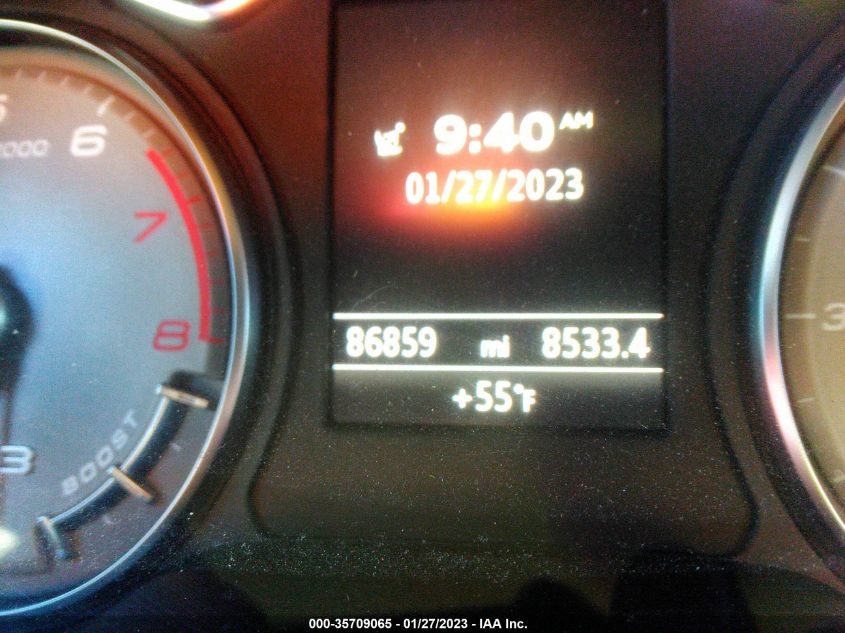 9:40 AM
01/27/2023
86859 mi 8533.4
+55°F
6
7
8
BOOST
3
3
000-35709065 - 01/27/2023 - IAA Inc.